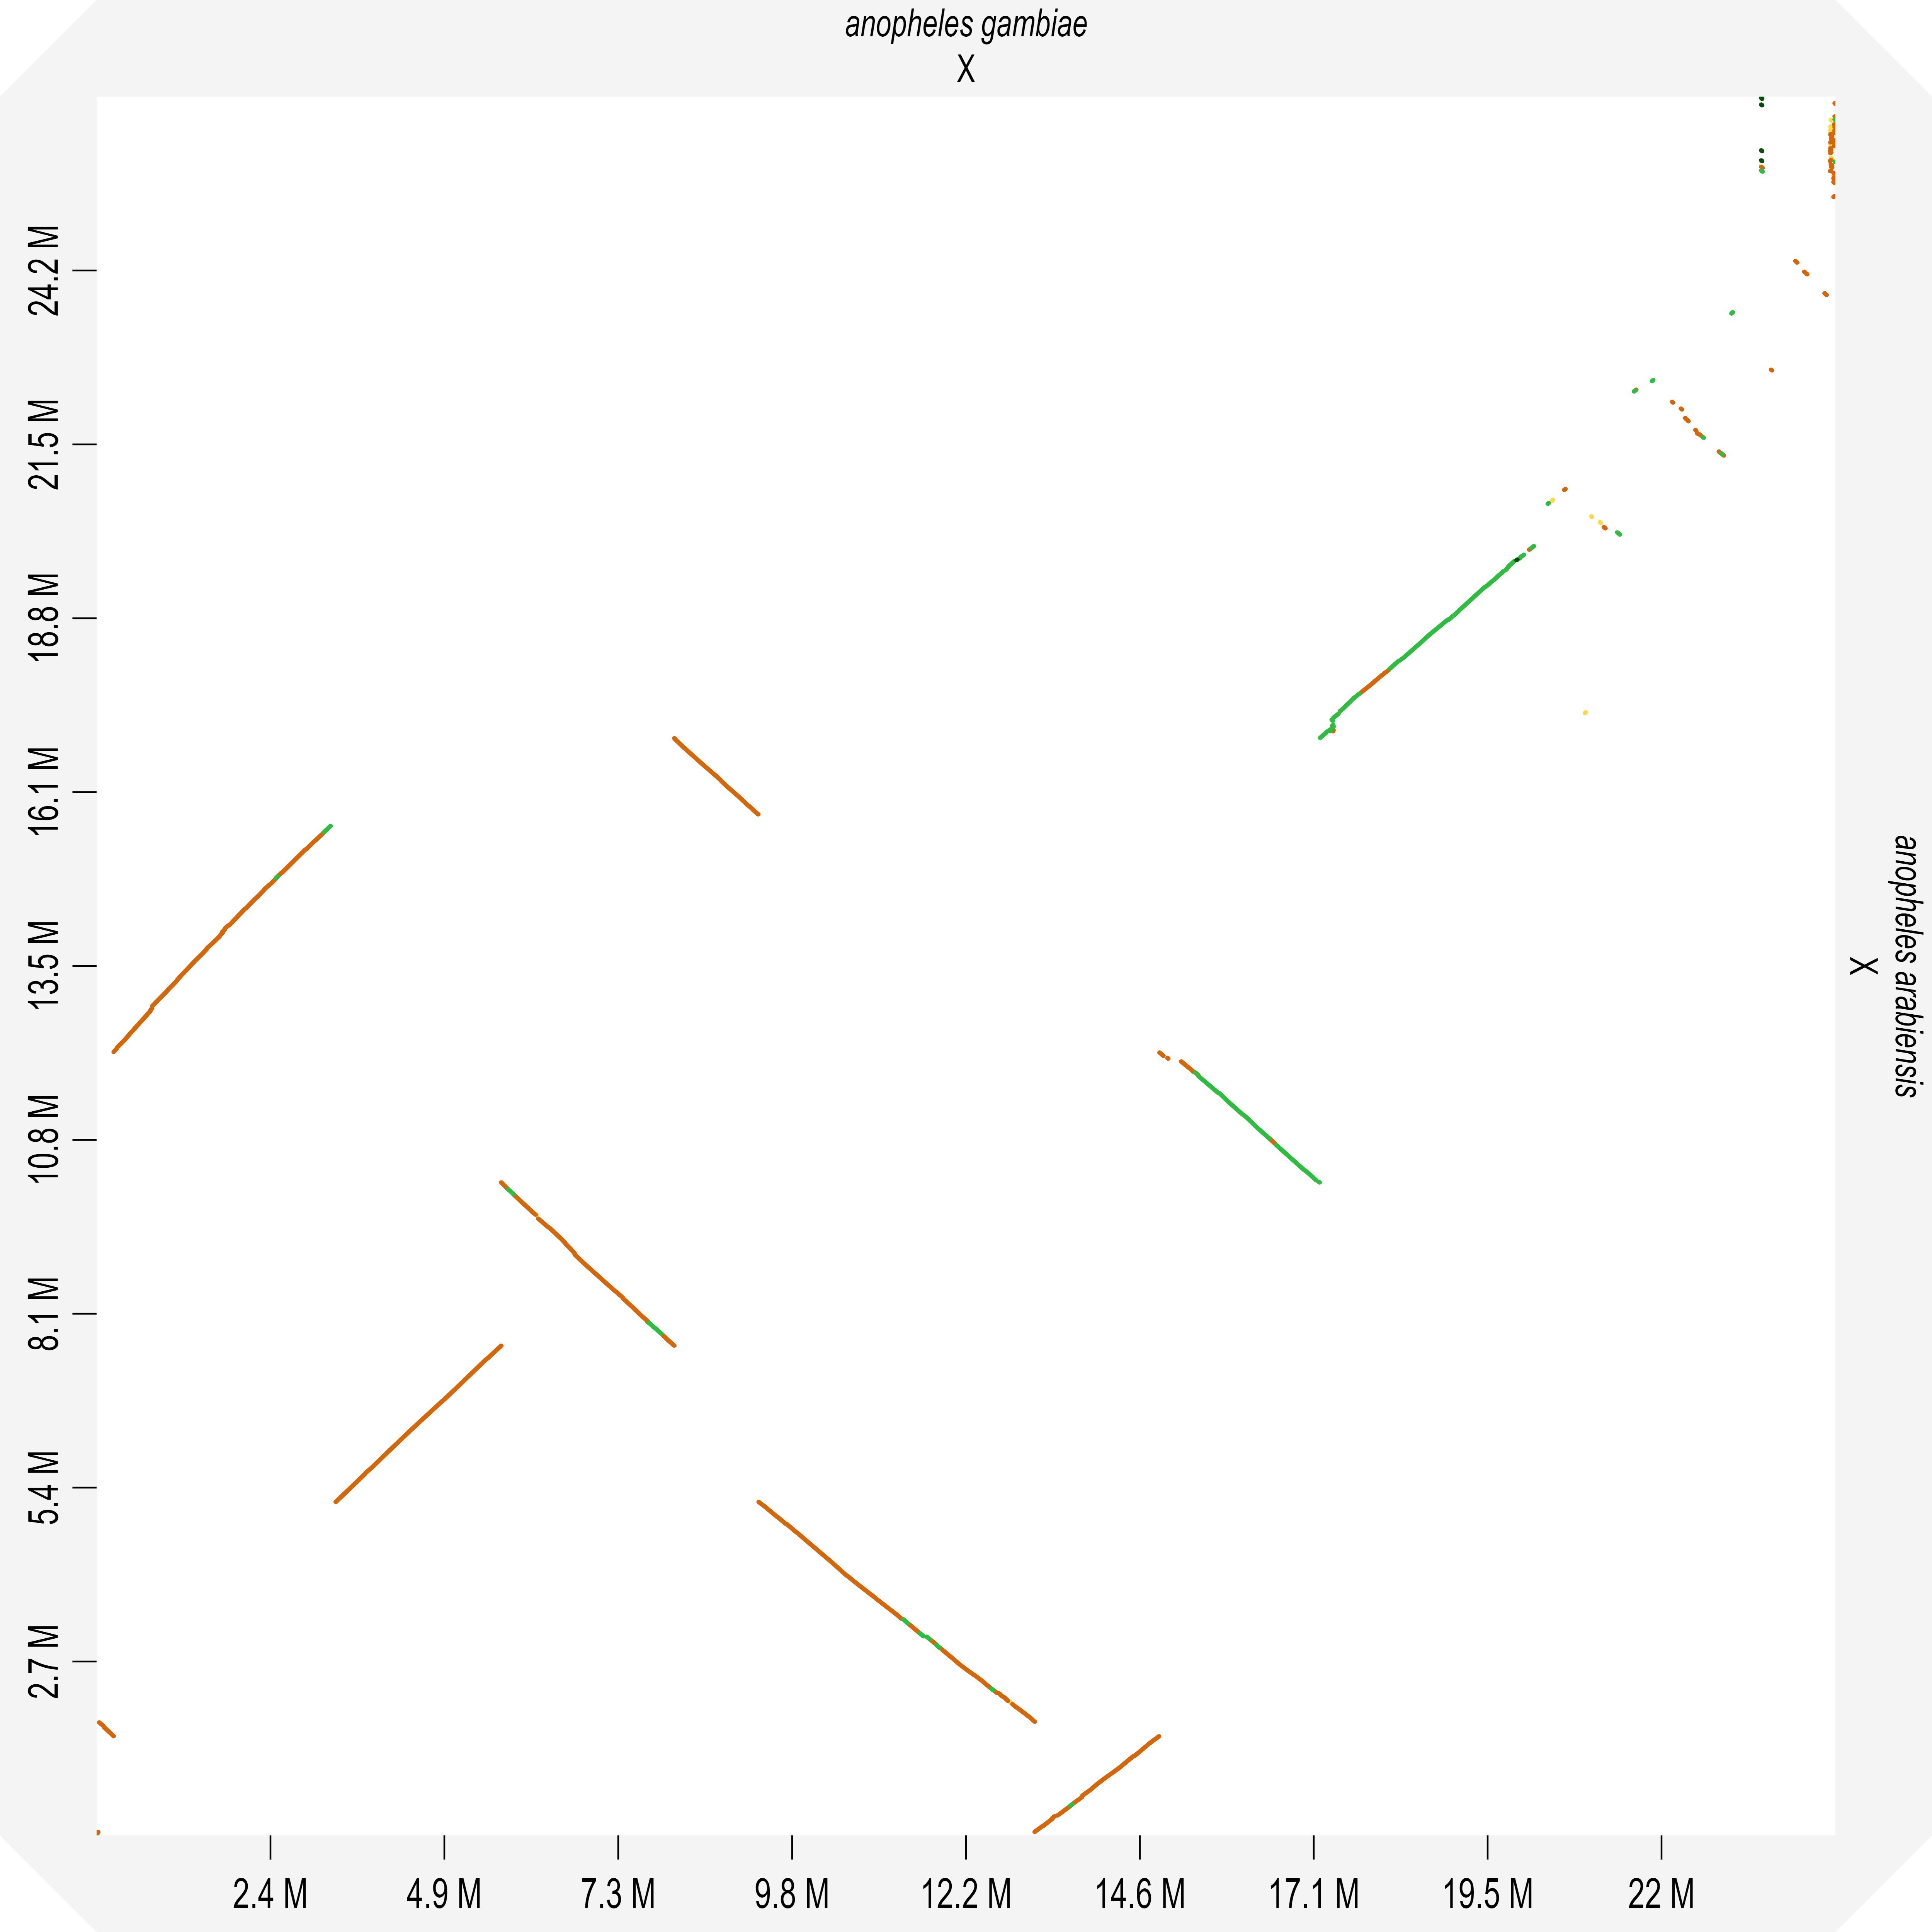 anopheles gambiae
X
24.2 M
21.5 M
18.8 M
16.1 M
13.5 M
10.8 M
8.1 M
5.4 M
2.7 M
anopheles arabiensis
X
2.4 M
4.9 M
7.3 M
9.8 M
12.2 M
14.6 M
17.1 M
19.5 M
22 M